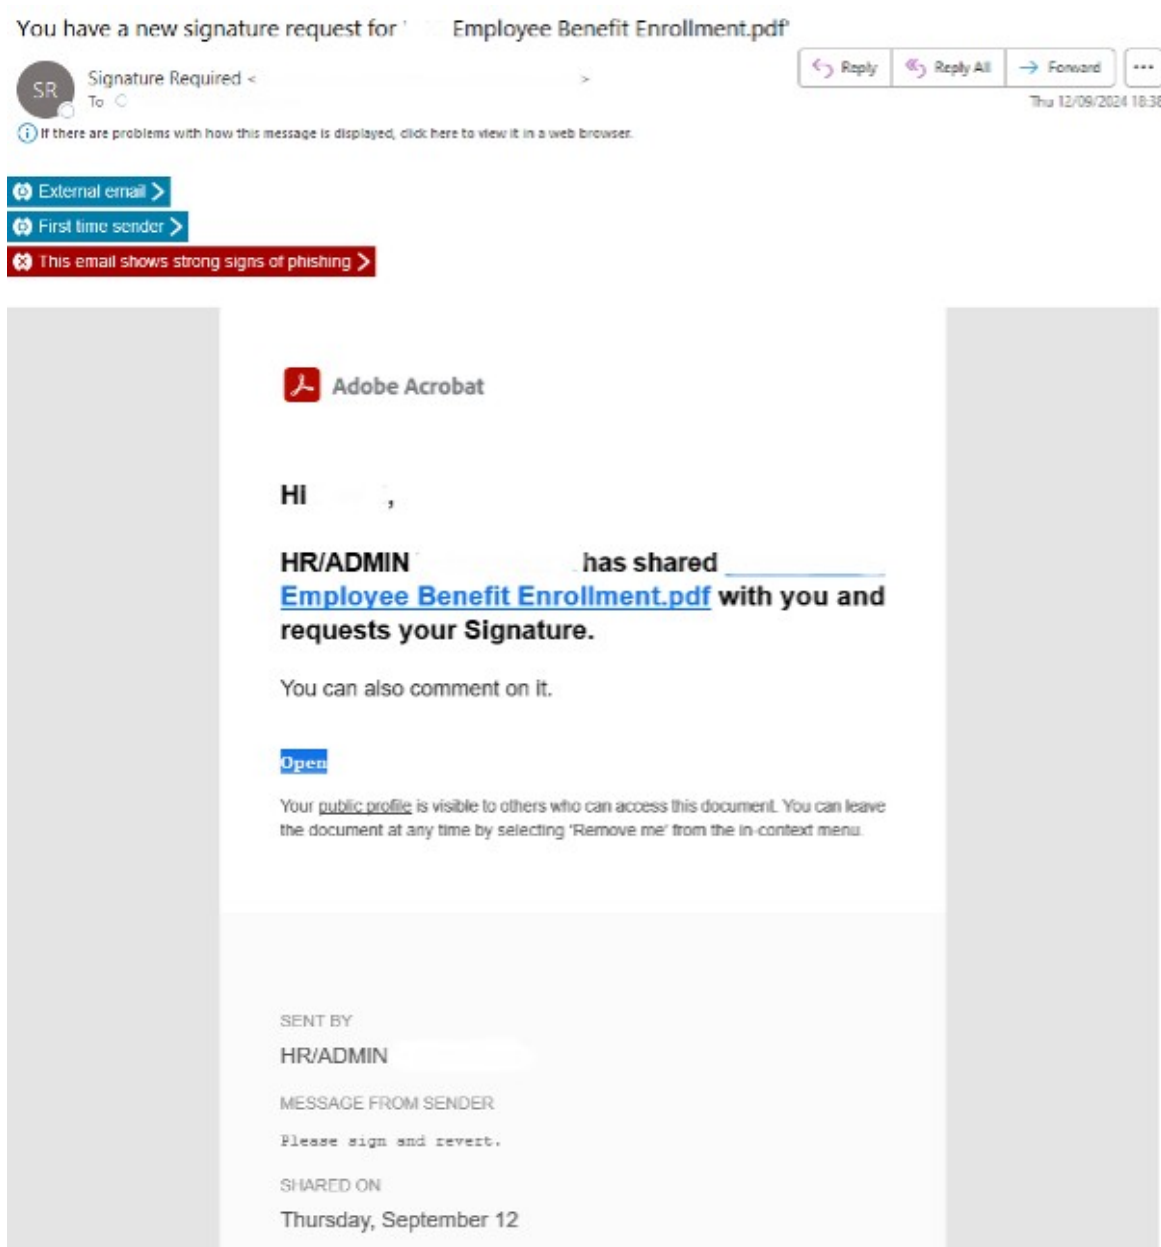 You have a new signature request for ' Employee Benefit Enrollment.pdf'
SR
Signature Required < >
Reply
Reply All
Forward
To
Thu 12/09/2024 18:38
If there are problems with how this message is displayed, click here to view it in a web browser.
External email
First time sender
This email shows strong signs of phishing
Adobe Acrobat
Hi ,
HR/ADMIN has shared
Employee Benefit Enrollment.pdf with you and
requests your Signature.
You can also comment on it.
Open
Your public profile is visible to others who can access this document. You can leave
the document at any time by selecting 'Remove me' from the in-context menu.
SENT BY
HR/ADMIN
MESSAGE FROM SENDER
Please sign and revert.
SHARED ON
Thursday, September 12